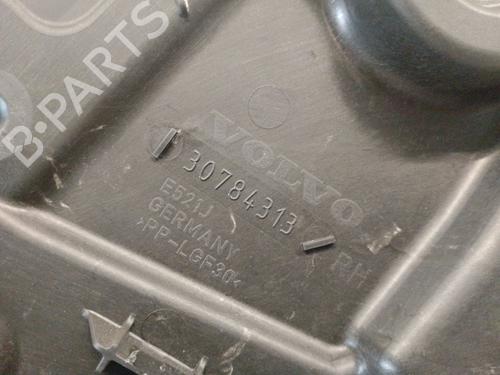 B-PARTS
VOLVO
30784313
E521J
RH
GERMANY
>PP-LGF30<